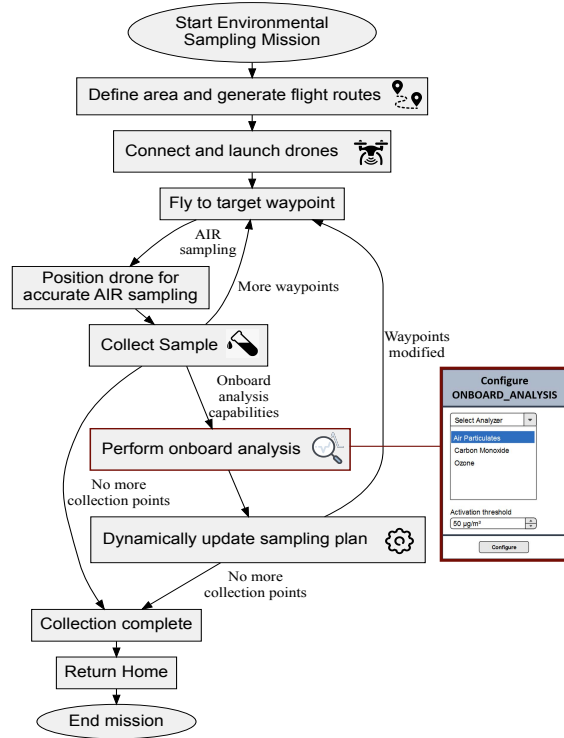 Start Environmental
Sampling Mission
Define area and generate flight routes
Connect and launch drones
Fly to target waypoint
AIR
sampling
Position drone for
accurate AIR sampling
More waypoints
Waypoints
modified
Collect Sample
Onboard
analysis
capabilities
Configure
ONBOARD_ANALYSIS
Select Analyzer
Air Particulates
Carbon Monoxide
Ozone
Activation threshold
50 µg/m³
Configure
Perform onboard analysis
No more
collection points
Dynamically update sampling plan
No more
collection points
Collection complete
Return Home
End mission